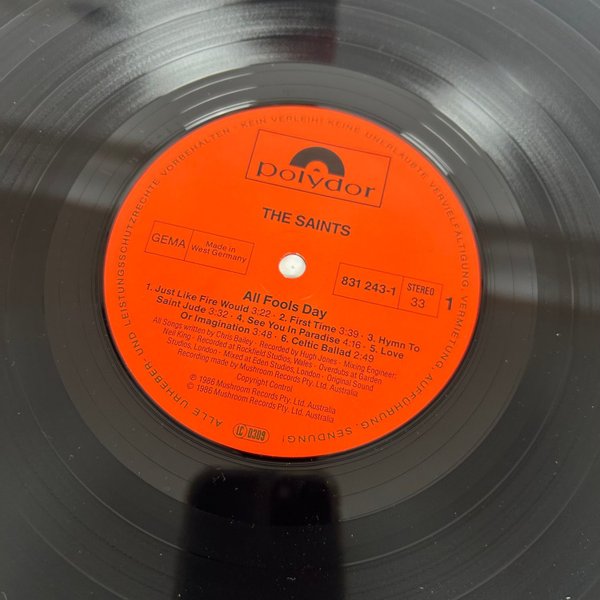 ALLE URHEBER- UND LEISTUNGSSCHUTZRECHTE VORBEHALTEN · KEIN VERLEIH! KEINE UNERLAUBTE VERVIELFÄLTIGUNG, VERMIETUNG, AUFFÜHRUNG, SENDUNG!
polydor
THE SAINTS
GEMA
Made in
West Germany
831 243-1
STEREO
33
1
All Fools Day
1. Just Like Fire Would 3:22 · 2. First Time 3:39 · 3. Hymn To
Saint Jude 3:32 · 4. See You In Paradise 4:16 · 5. Love
Or Imagination 3:48 · 6. Celtic Ballad 2:49
All Songs written by Chris Bailey · Recorded by Hugh Jones · Mixing Engineer:
Neil King · Recorded at Rockfield Studios, Wales · Overdubs at Garden
Studios, London · Mixed at Eden Studios, London · Original Sound
Recording made by Mushroom Records Pty. Ltd. Australia
Copyright Control
℗ 1986 Mushroom Records Pty. Ltd. Australia
© 1986 Mushroom Records Pty. Ltd. Australia
LC 0309